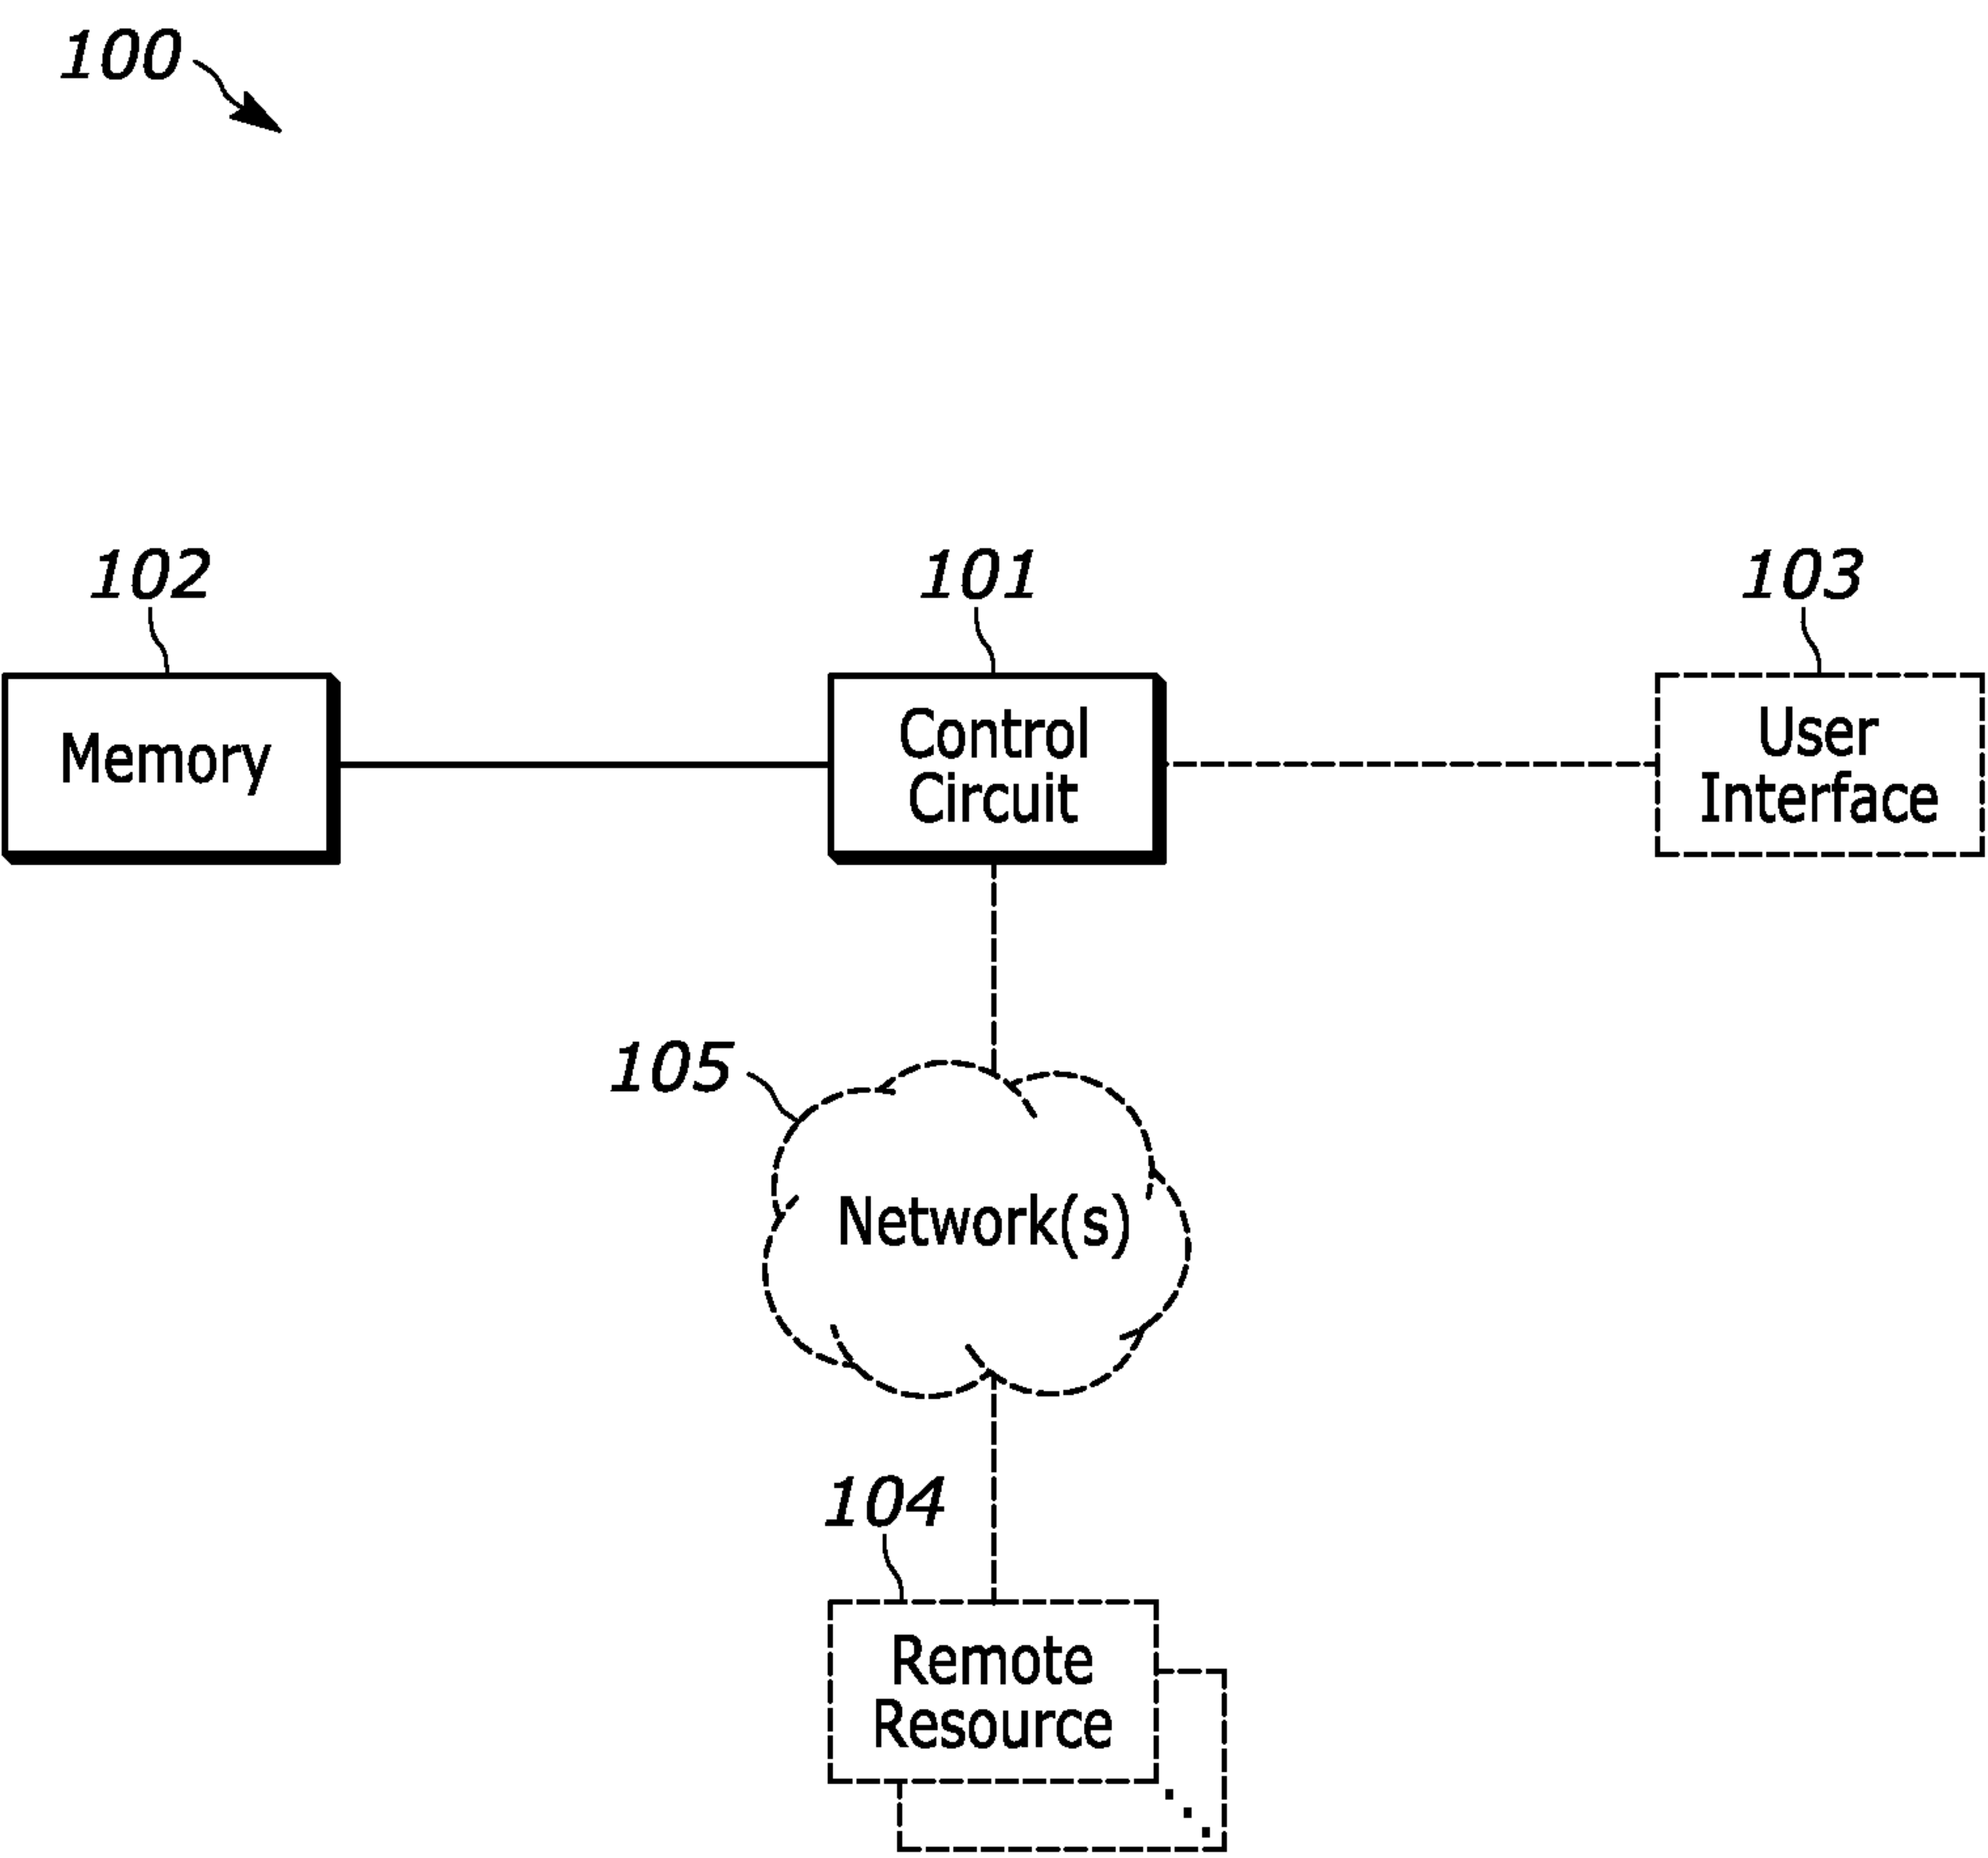 100
102
101
103
Memory
Control
Circuit
User
Interface
105
Network(s)
104
Remote
Resource